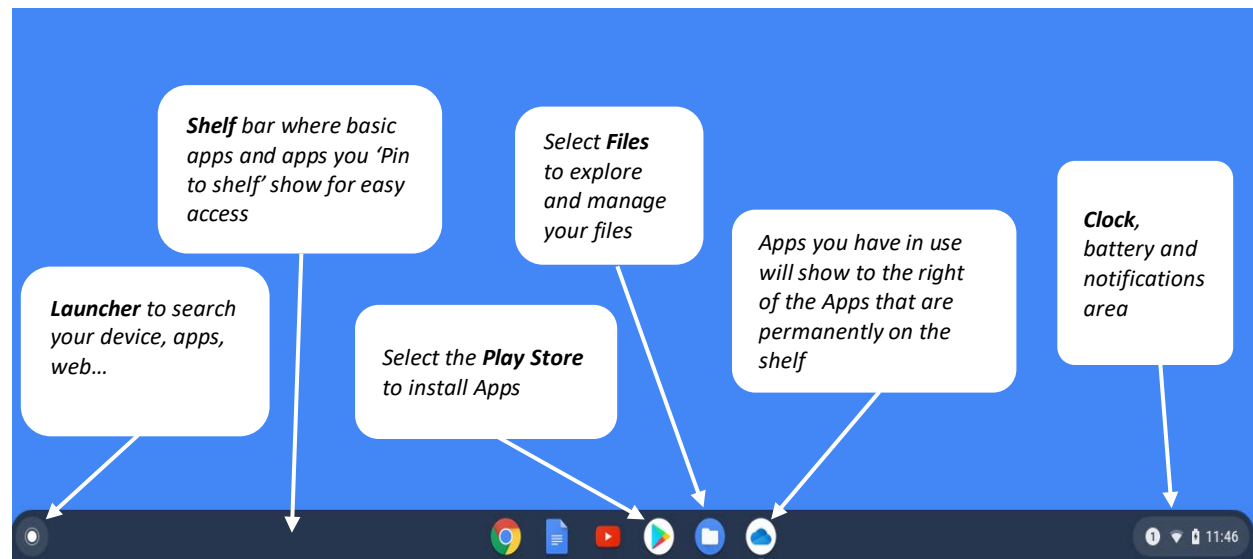 Shelf bar where basic
apps and apps you ‘Pin
to shelf’ show for easy
access
Select Files
to explore
and manage
your files
Clock,
battery and
notifications
area
Apps you have in use
will show to the right
of the Apps that are
permanently on the
shelf
Launcher to search
your device, apps,
web…
Select the Play Store
to install Apps
1 11:46